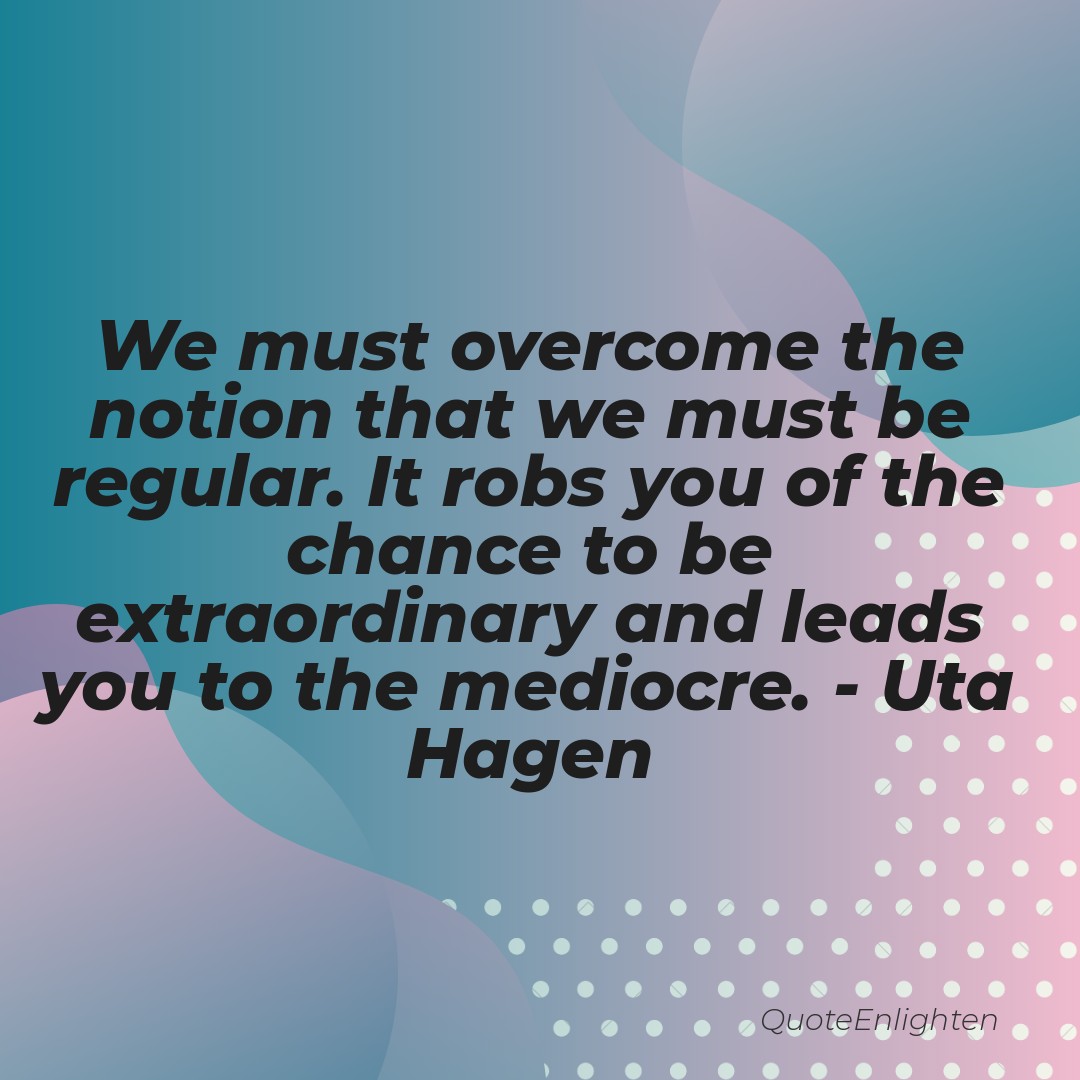 We must overcome the
notion that we must be
regular. It robs you of the
chance to be
extraordinary and leads
you to the mediocre. - Uta
Hagen
QuoteEnlighten